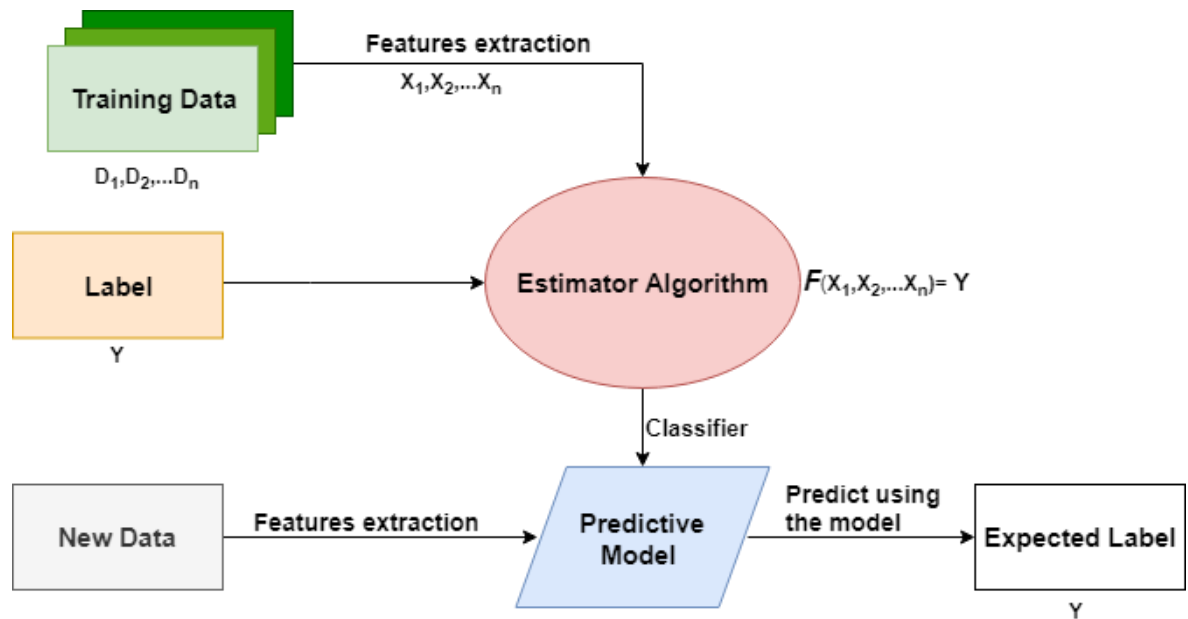 Features extraction
X₁,X₂,...Xₙ
Training Data
D₁,D₂,...Dₙ
Label
Y
Estimator Algorithm
F(X₁,X₂,...Xₙ)= Y
Classifier
New Data
Features extraction
Predictive
Model
Predict using
the model
Expected Label
Y